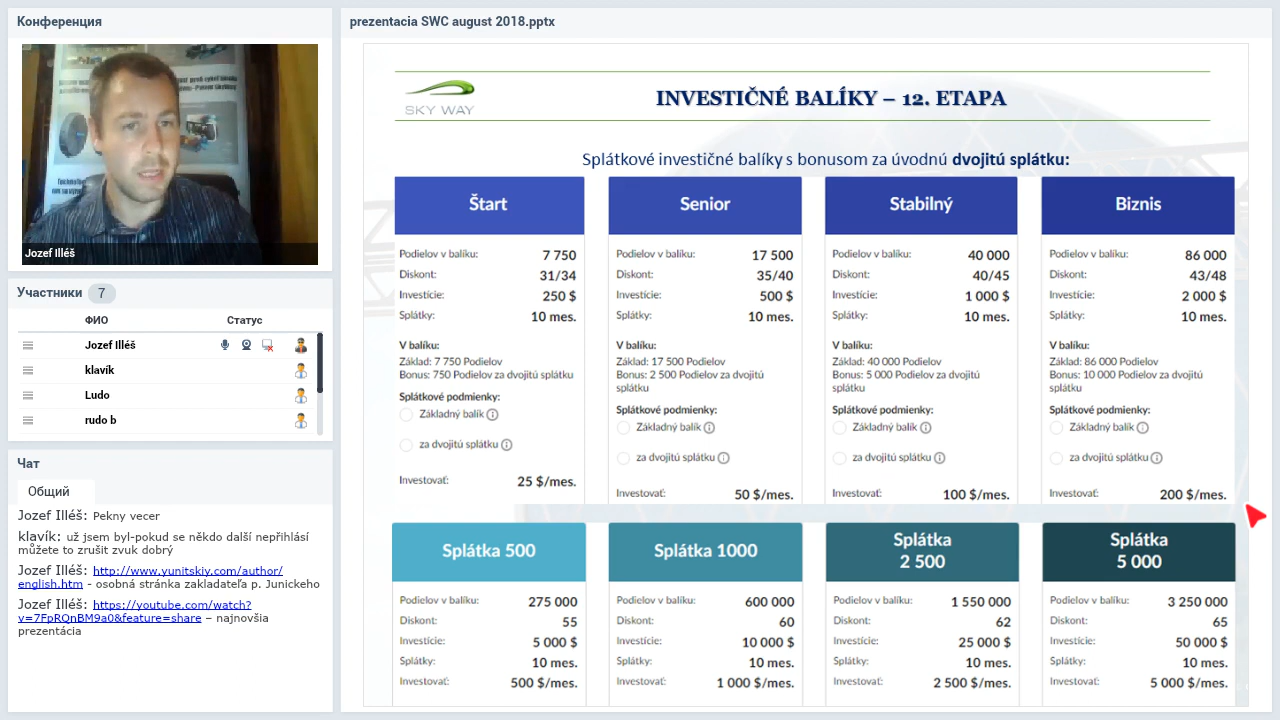 Конференция
Jozef Illéš
Участники 7
ФИО Статус
Jozef Illéš
klavík
Ludo
rudo b
Чат
Общий
Jozef Illéš: Pekny vecer
klavík: už jsem byl-pokud se někdo další nepřihlásí
můžete to zrušit zvuk dobrý
Jozef Illéš: http://www.yunitskiy.com/author/
english.htm - osobná stránka zakladateľa p. Junickeho
Jozef Illéš: https://youtube.com/watch?
v=7FpRQnBM9a0&feature=share – najnovšia
prezentácia
prezentacia SWC august 2018.pptx
SKY WAY
INVESTIČNÉ BALÍKY – 12. ETAPA
Splátkové investičné balíky s bonusom za úvodnú dvojitú splátku:
Štart
Podielov v balíku: 7 750
Diskont: 31/34
Investície: 250 $
Splátky: 10 mes.
V balíku:
Základ: 7 750 Podielov
Bonus: 750 Podielov za dvojitú splátku
Splátkové podmienky:
Základný balík
za dvojitú splátku
Investovať: 25 $/mes.
Senior
Podielov v balíku: 17 500
Diskont: 35/40
Investície: 500 $
Splátky: 10 mes.
V balíku:
Základ: 17 500 Podielov
Bonus: 2 500 Podielov za dvojitú
splátku
Splátkové podmienky:
Základný balík
za dvojitú splátku
Investovať: 50 $/mes.
Stabilný
Podielov v balíku: 40 000
Diskont: 40/45
Investície: 1 000 $
Splátky: 10 mes.
V balíku:
Základ: 40 000 Podielov
Bonus: 5 000 Podielov za dvojitú
splátku
Splátkové podmienky:
Základný balík
za dvojitú splátku
Investovať: 100 $/mes.
Biznis
Podielov v balíku: 86 000
Diskont: 43/48
Investície: 2 000 $
Splátky: 10 mes.
V balíku:
Základ: 86 000 Podielov
Bonus: 10 000 Podielov za dvojitú
splátku
Splátkové podmienky:
Základný balík
za dvojitú splátku
Investovať: 200 $/mes.
Splátka 500
Podielov v balíku: 275 000
Diskont: 55
Investície: 5 000 $
Splátky: 10 mes.
Investovať: 500 $/mes.
Splátka 1000
Podielov v balíku: 600 000
Diskont: 60
Investície: 10 000 $
Splátky: 10 mes.
Investovať: 1 000 $/mes.
Splátka
2 500
Podielov v balíku: 1 550 000
Diskont: 62
Investície: 25 000 $
Splátky: 10 mes.
Investovať: 2 500 $/mes.
Splátka
5 000
Podielov v balíku: 3 250 000
Diskont: 65
Investície: 50 000 $
Splátky: 10 mes.
Investovať: 5 000 $/mes.